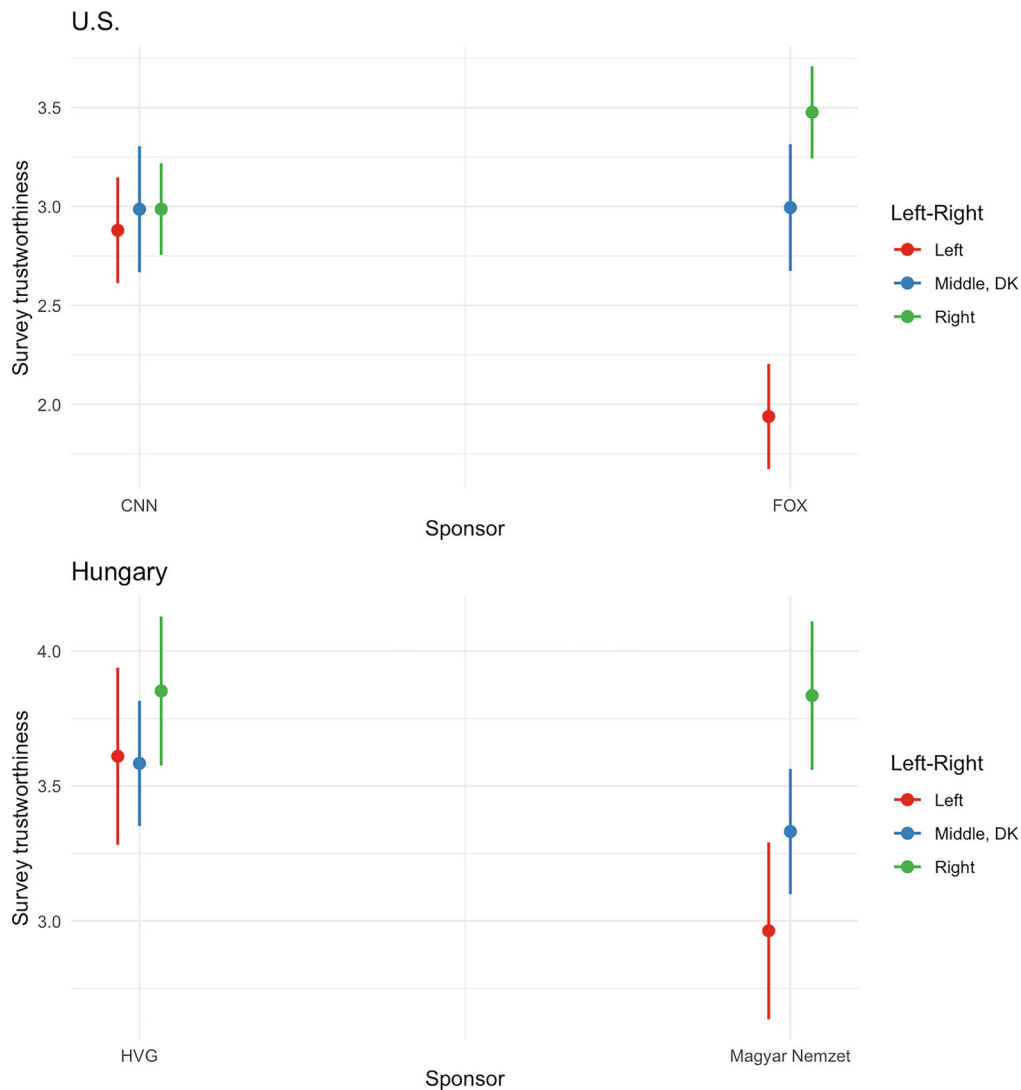 U.S.
3.5
3.0
2.5
2.0
Survey trustworthiness
CNN
FOX
Sponsor
Left-Right
Left
Middle, DK
Right
Hungary
4.0
3.5
3.0
Survey trustworthiness
HVG
Magyar Nemzet
Sponsor
Left-Right
Left
Middle, DK
Right